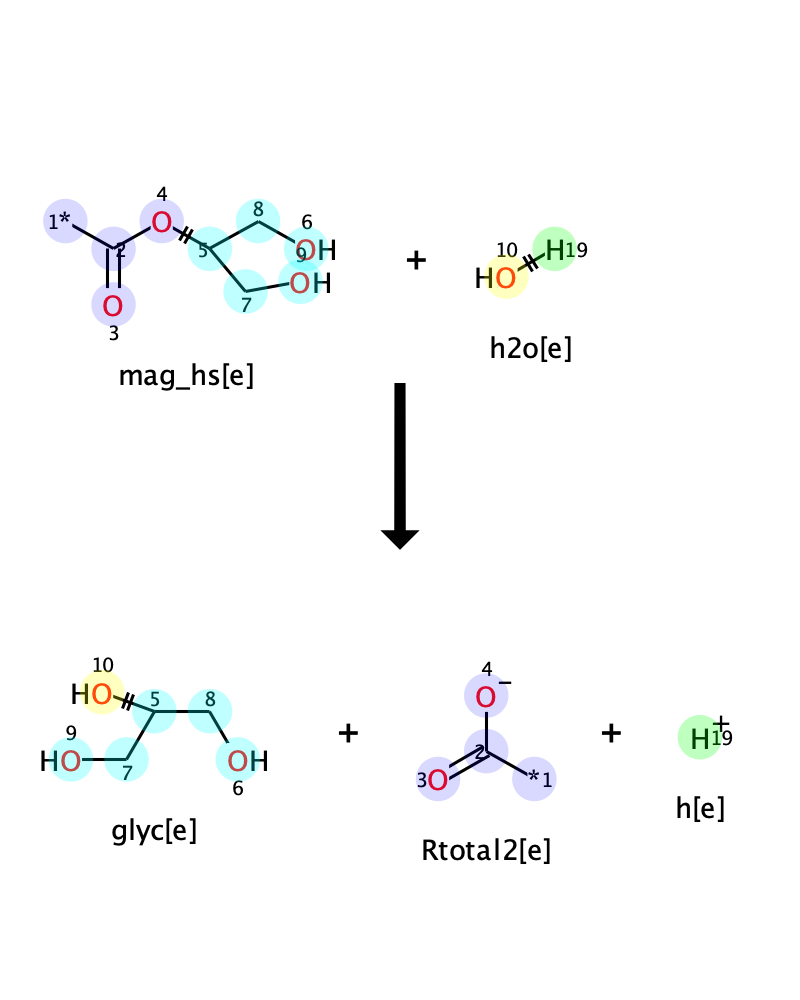 4
1* O 8 6
2 5 OH + 10 H19
9 HO
O 7 OH
3
mag_hs[e] h2o[e]
10 4
HO 5 8 O−
9 + 2 + H+19
HO 7 OH 3O *1
6
glyc[e] Rtotal2[e] h[e]